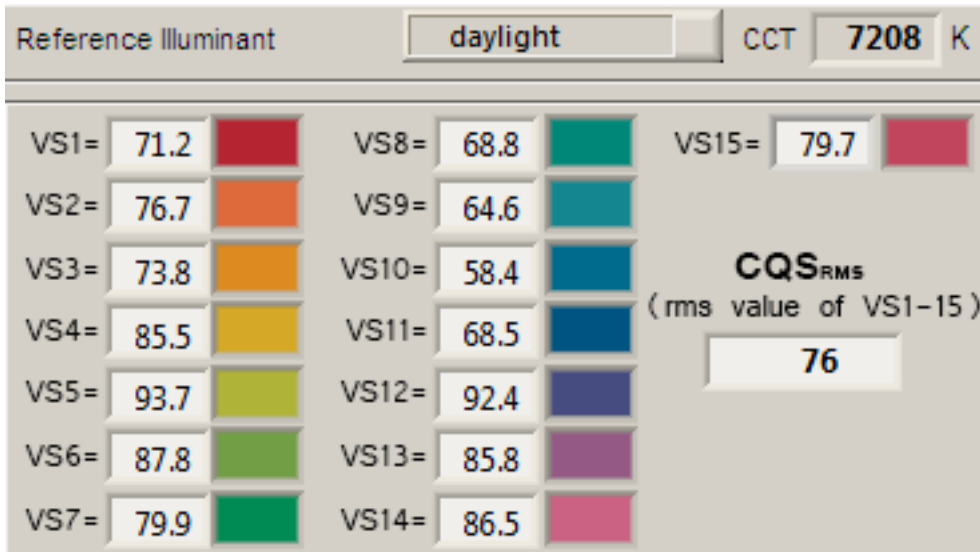 Reference Illuminant daylight CCT 7208 K
VS1= 71.2 VS8= 68.8 VS15= 79.7
VS2= 76.7 VS9= 64.6
VS3= 73.8 VS10= 58.4 CQSRMS
(rms value of VS1-15)
VS4= 85.5 VS11= 68.5
76
VS5= 93.7 VS12= 92.4
VS6= 87.8 VS13= 85.8
VS7= 79.9 VS14= 86.5